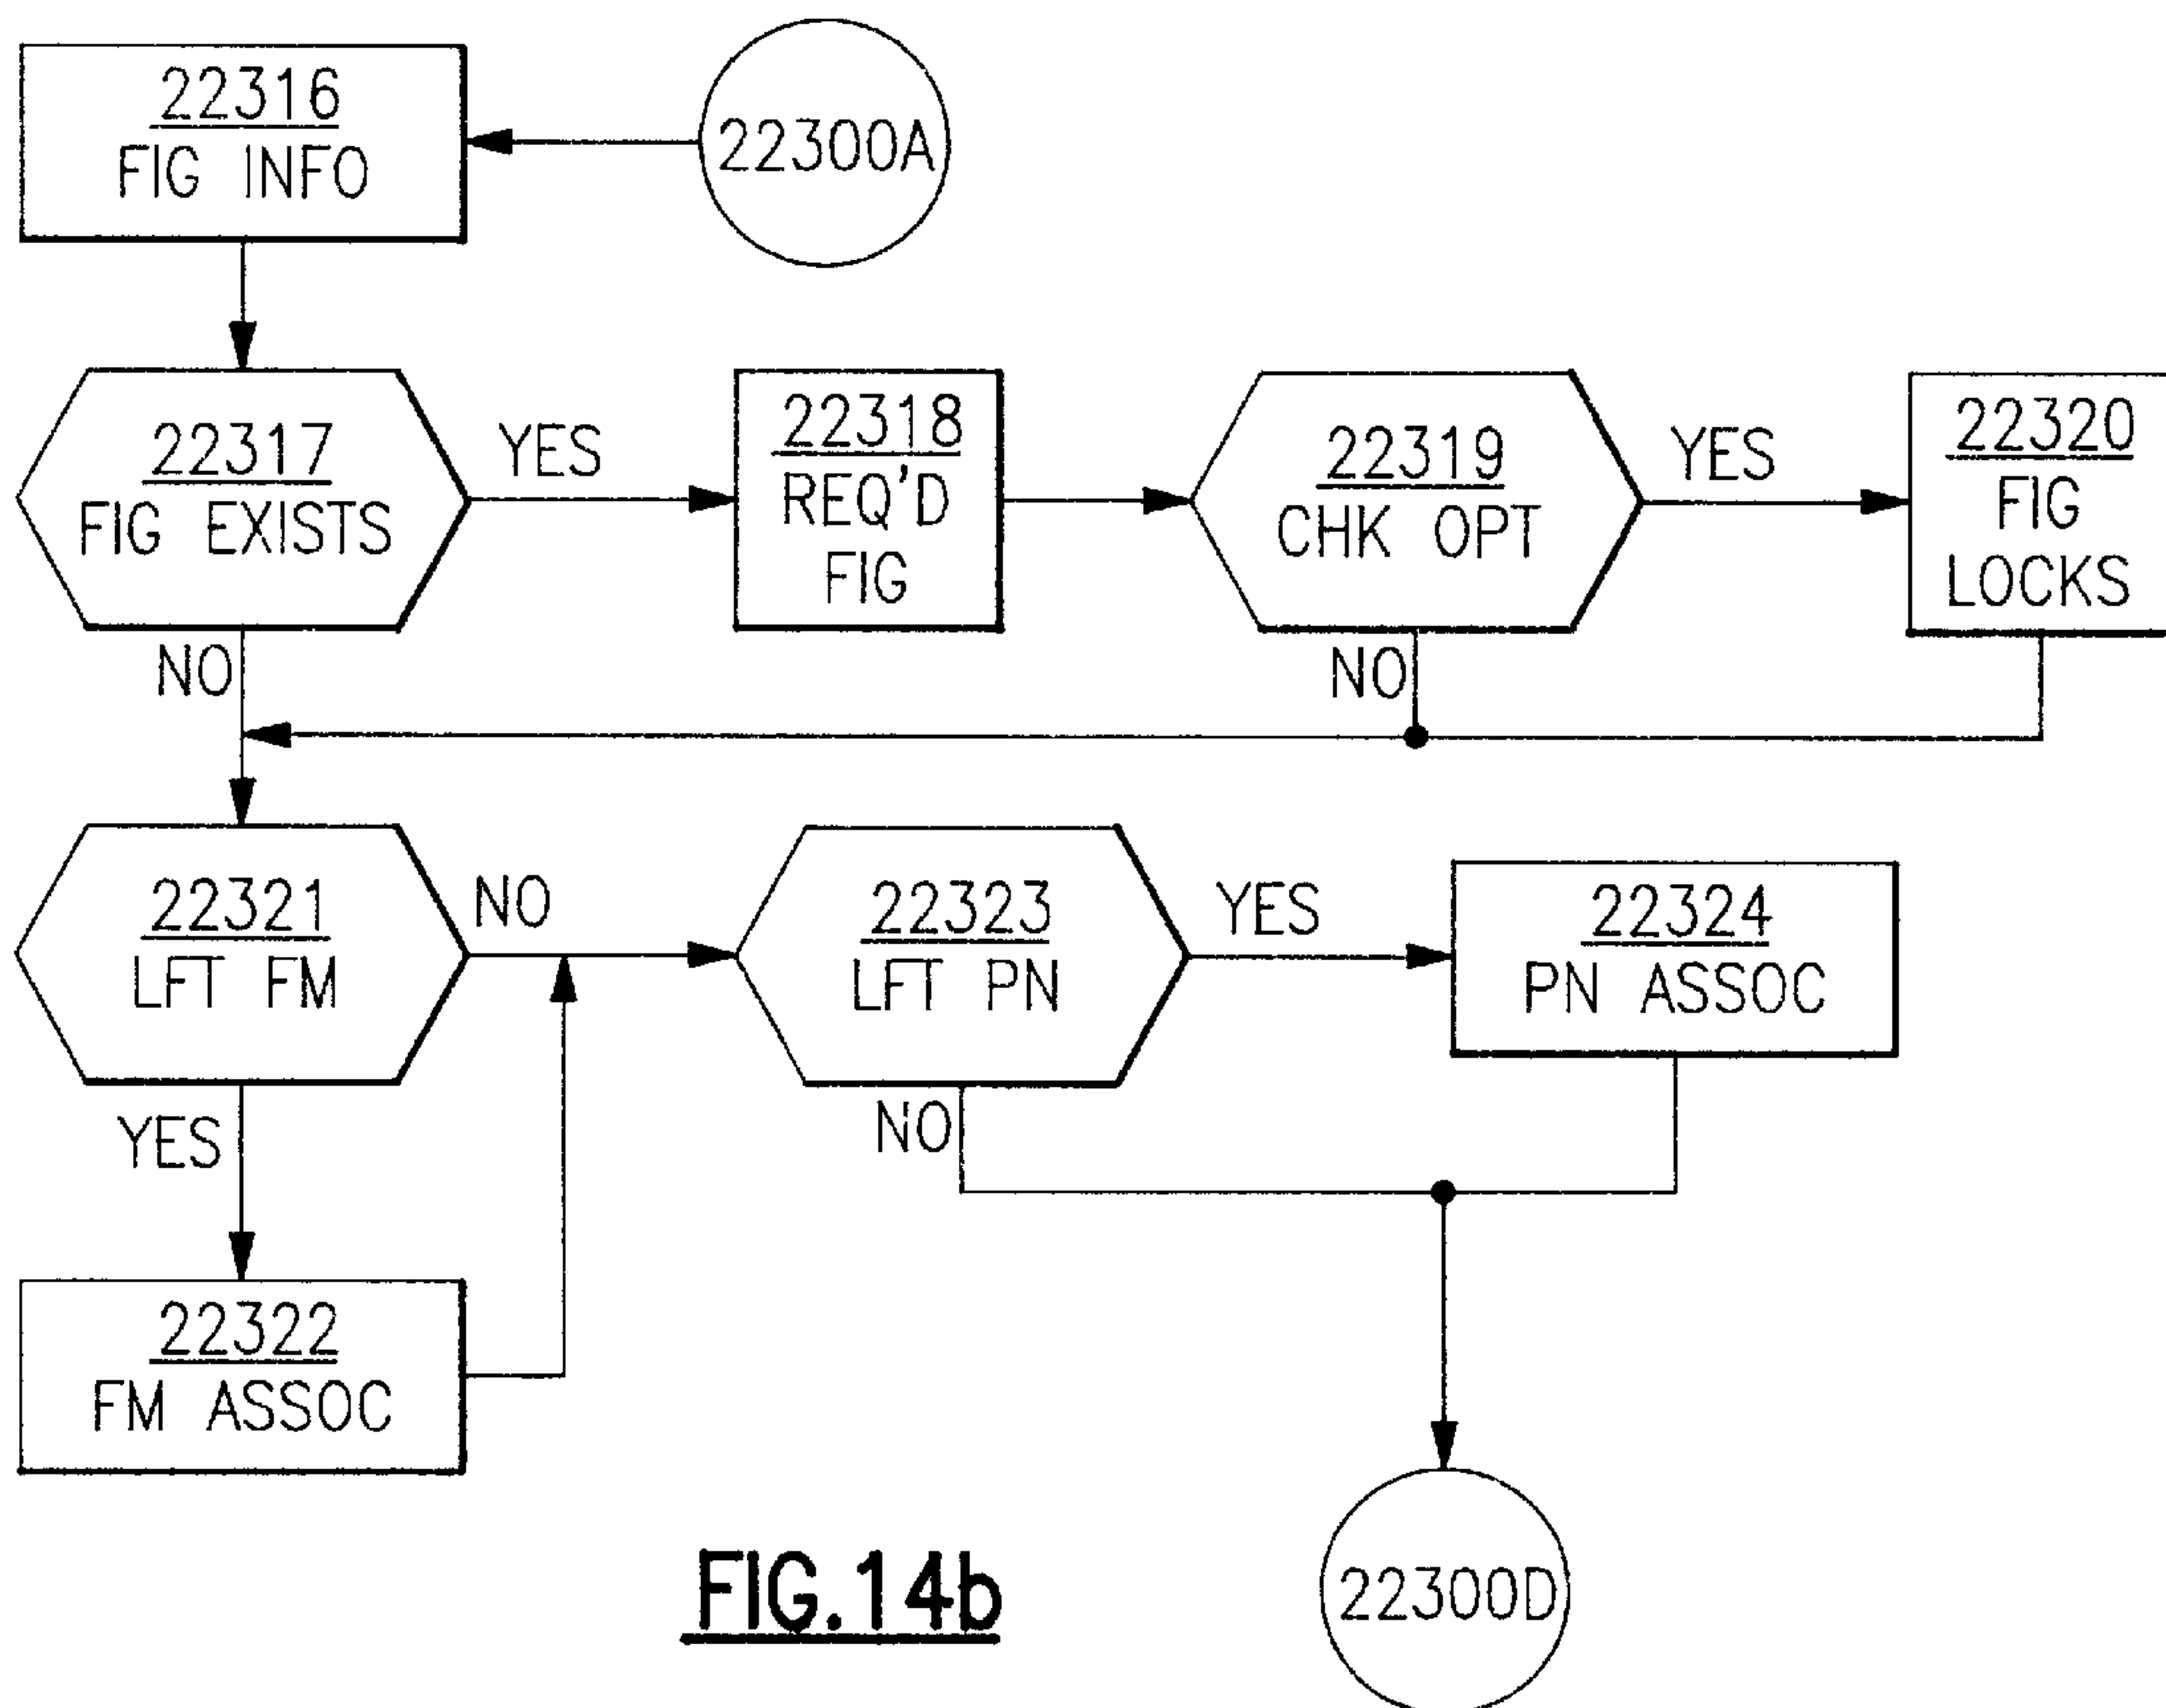 22316
FIG INFO
22300A
22317
FIG EXISTS
YES
22318
REQ'D
FIG
22319
CHK OPT
YES
22320
FIG
LOCKS
NO
NO
22321
LFT FM
NO
22323
LFT PN
YES
22324
PN ASSOC
YES
NO
22322
FM ASSOC
FIG.14b
22300D